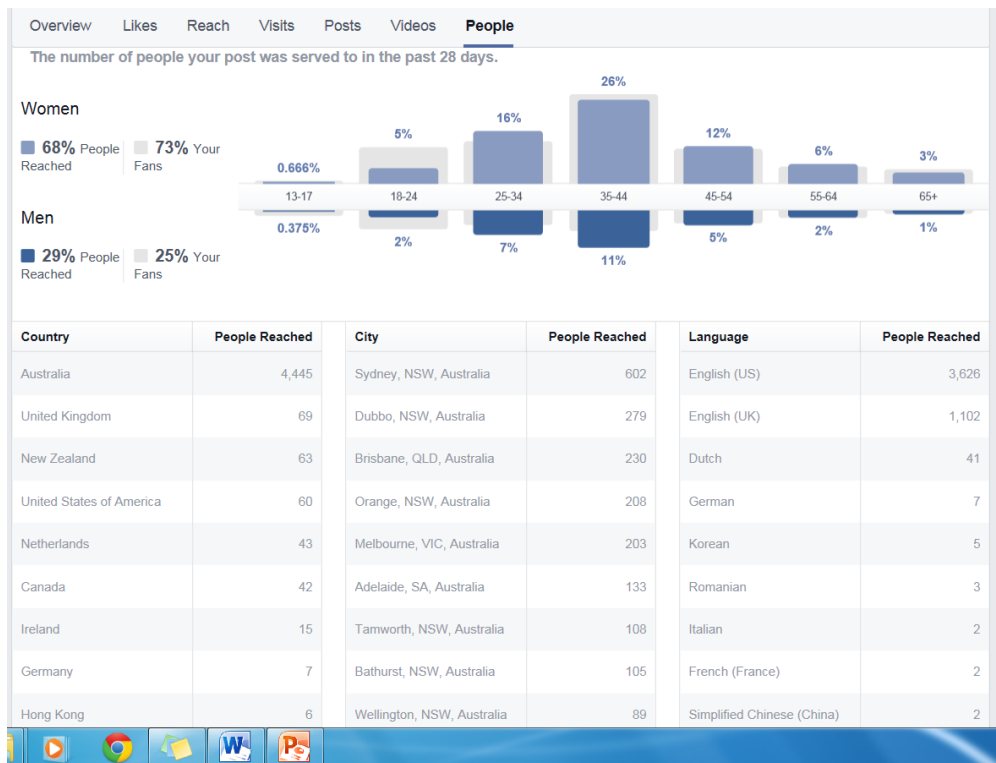 Overview Likes Reach Visits Posts Videos People
The number of people your post was served to in the past 28 days.
Women
68% People Reached
73% Your Fans
0.666% 5% 16% 26% 12% 6% 3%
13-17 18-24 25-34 35-44 45-54 55-64 65+
0.375% 2% 7% 11% 5% 2% 1%
Men
29% People Reached
25% Your Fans
Country People Reached City People Reached Language People Reached
Australia 4,445 Sydney, NSW, Australia 602 English (US) 3,626
United Kingdom 69 Dubbo, NSW, Australia 279 English (UK) 1,102
New Zealand 63 Brisbane, QLD, Australia 230 Dutch 41
United States of America 60 Orange, NSW, Australia 208 German 7
Netherlands 43 Melbourne, VIC, Australia 203 Korean 5
Canada 42 Adelaide, SA, Australia 133 Romanian 3
Ireland 15 Tamworth, NSW, Australia 108 Italian 2
Germany 7 Bathurst, NSW, Australia 105 French (France) 2
Hong Kong 6 Wellington, NSW, Australia 89 Simplified Chinese (China) 2
W P